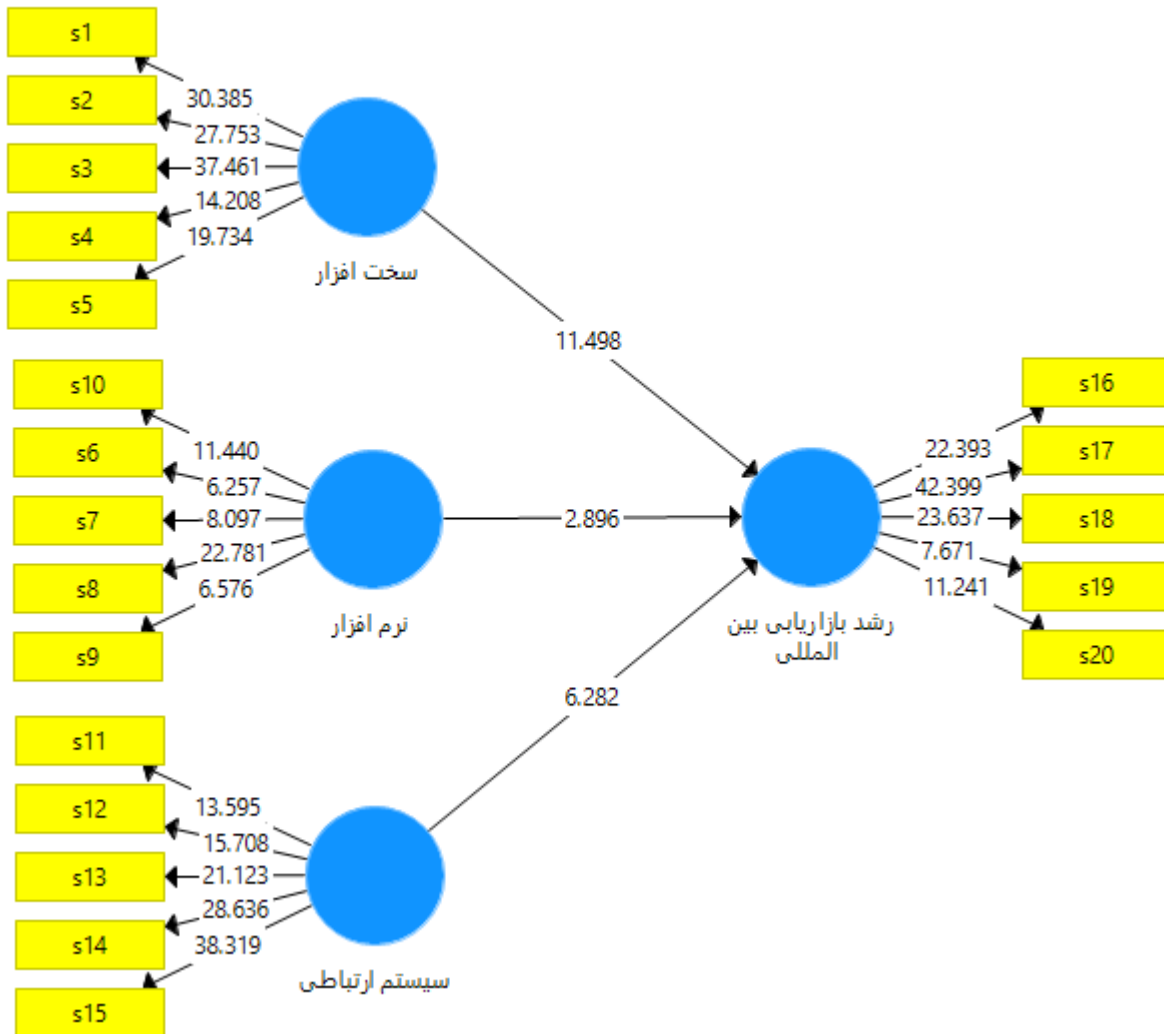 s1
30.385
s2
27.753
s3
37.461
s4
14.208
19.734
s5
سخت افزار
11.498
s10
11.440
s6
6.257
s7
8.097
s8
22.781
6.576
s9
نرم افزار
2.896
s16
22.393
s17
42.399
s18
23.637
7.671
s19
11.241
s20
رشد بازاریابی بین
المللی
6.282
s11
13.595
s12
15.708
s13
21.123
28.636
s14
38.319
s15
سیستم ارتباطی